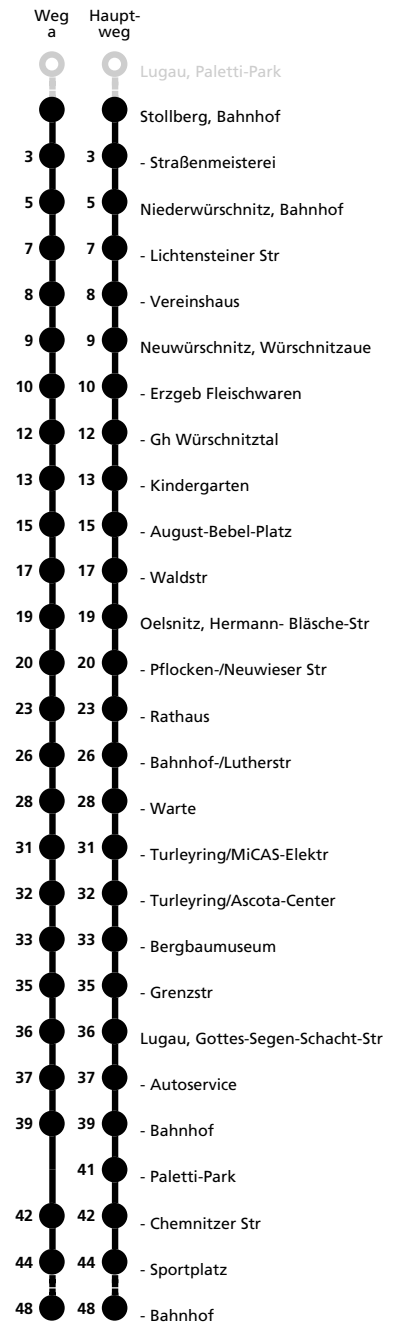 Weg Haupt-
a weg
Lugau, Paletti-Park
Stollberg, Bahnhof
3 3 - Straßenmeisterei
5 5 Niederwürschnitz, Bahnhof
7 7 - Lichtensteiner Str
8 8 - Vereinshaus
9 9 Neuwürschnitz, Würschnitzaue
10 10 - Erzgeb Fleischwaren
12 12 - Gh Würschnitztal
13 13 - Kindergarten
15 15 - August-Bebel-Platz
17 17 - Waldstr
19 19 Oelsnitz, Hermann- Bläsche-Str
20 20 - Pflocken-/Neuwieser Str
23 23 - Rathaus
26 26 - Bahnhof-/Lutherstr
28 28 - Warte
31 31 - Turleyring/MiCAS-Elektr
32 32 - Turleyring/Ascota-Center
33 33 - Bergbaumuseum
35 35 - Grenzstr
36 36 Lugau, Gottes-Segen-Schacht-Str
37 37 - Autoservice
39 39 - Bahnhof
41 - Paletti-Park
42 42 - Chemnitzer Str
44 44 - Sportplatz
48 48 - Bahnhof